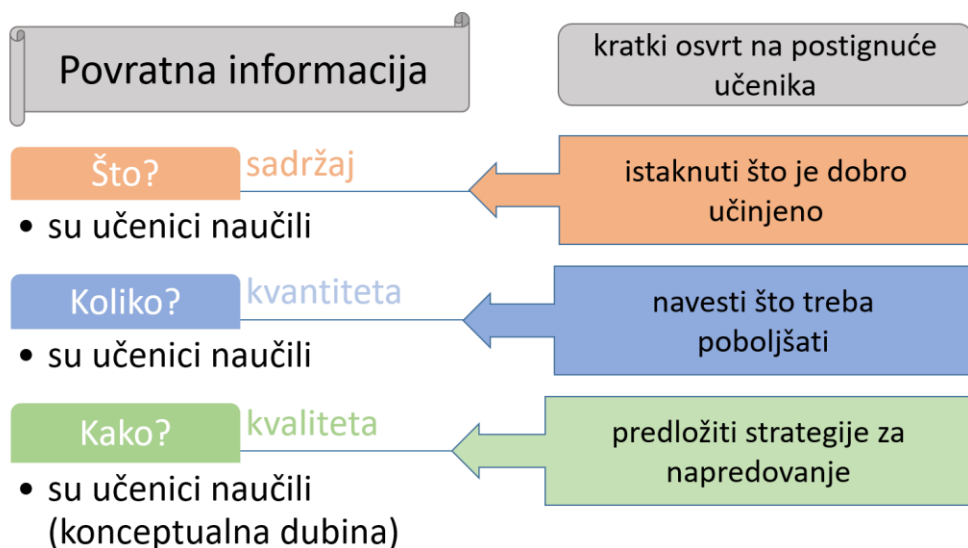 Povratna informacija
kratki osvrt na postignuće
učenika
Što?
sadržaj
istaknuti što je dobro
učinjeno
• su učenici naučili
Koliko?
kvantiteta
navesti što treba
poboljšati
• su učenici naučili
Kako?
kvaliteta
predložiti strategije za
napredovanje
• su učenici naučili
(konceptualna dubina)